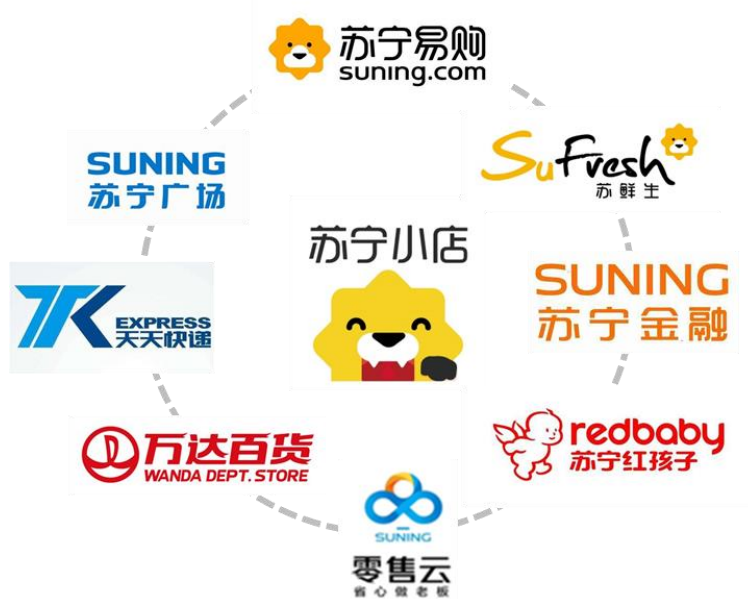 苏宁易购
suning.com
SUNING
苏宁广场
SuFresh
苏鲜生
苏宁小店
TTK
EXPRESS
天天快递
SUNING
苏宁金融
万达百货
WANDA DEPT. STORE
redbaby
苏宁红孩子
SUNING
零售云
省心做老板